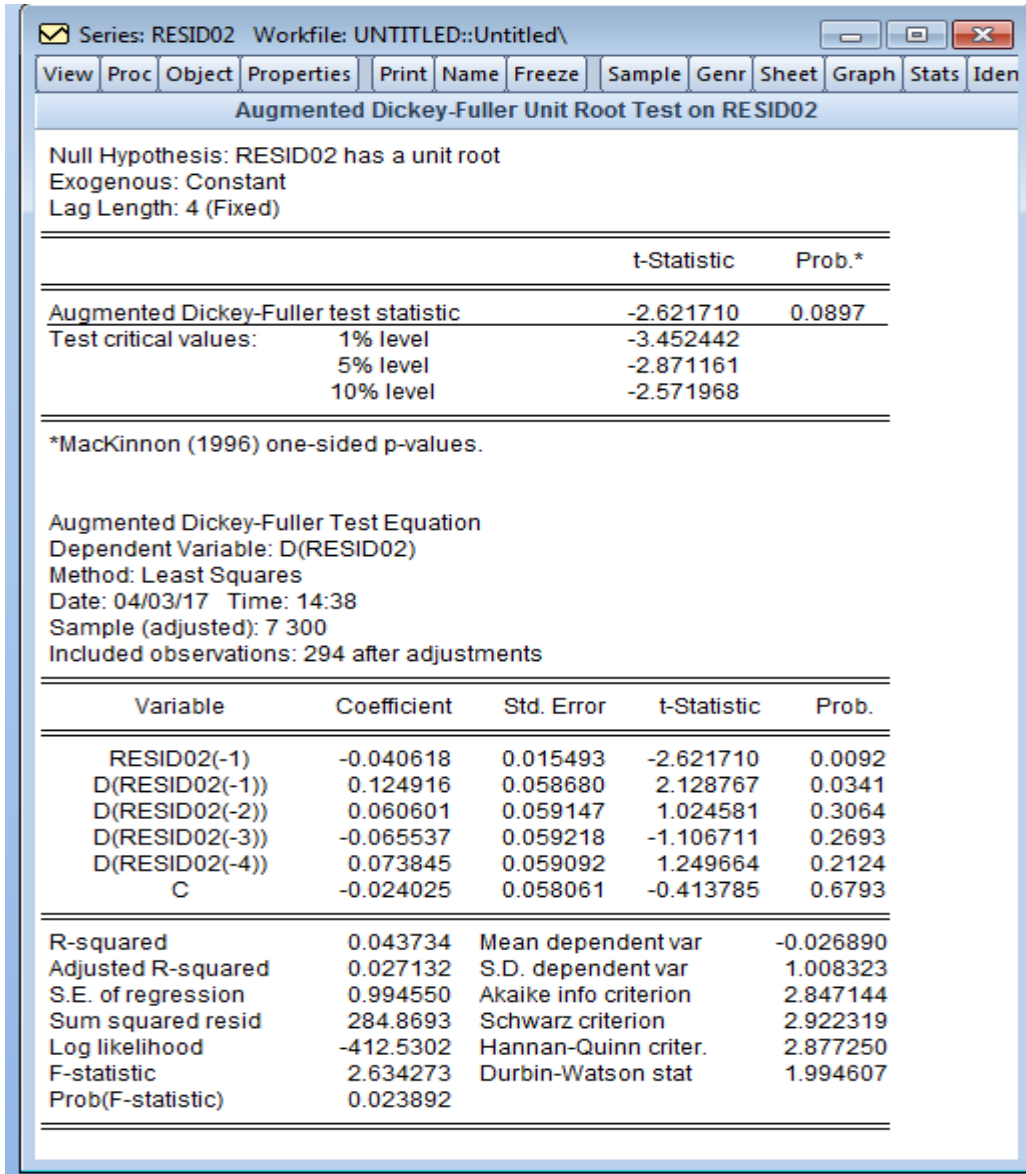 Series: RESID02 Workfile: UNTITLED::Untitled\
View Proc Object Properties Print Name Freeze Sample Genr Sheet Graph Stats Iden
Augmented Dickey-Fuller Unit Root Test on RESID02
Null Hypothesis: RESID02 has a unit root
Exogenous: Constant
Lag Length: 4 (Fixed)
t-Statistic Prob.*
Augmented Dickey-Fuller test statistic -2.621710 0.0897
Test critical values: 1% level -3.452442
5% level -2.871161
10% level -2.571968
*MacKinnon (1996) one-sided p-values.
Augmented Dickey-Fuller Test Equation
Dependent Variable: D(RESID02)
Method: Least Squares
Date: 04/03/17 Time: 14:38
Sample (adjusted): 7 300
Included observations: 294 after adjustments
Variable Coefficient Std. Error t-Statistic Prob.
RESID02(-1) -0.040618 0.015493 -2.621710 0.0092
D(RESID02(-1)) 0.124916 0.058680 2.128767 0.0341
D(RESID02(-2)) 0.060601 0.059147 1.024581 0.3064
D(RESID02(-3)) -0.065537 0.059218 -1.106711 0.2693
D(RESID02(-4)) 0.073845 0.059092 1.249664 0.2124
C -0.024025 0.058061 -0.413785 0.6793
R-squared 0.043734 Mean dependent var -0.026890
Adjusted R-squared 0.027132 S.D. dependent var 1.008323
S.E. of regression 0.994550 Akaike info criterion 2.847144
Sum squared resid 284.8693 Schwarz criterion 2.922319
Log likelihood -412.5302 Hannan-Quinn criter. 2.877250
F-statistic 2.634273 Durbin-Watson stat 1.994607
Prob(F-statistic) 0.023892